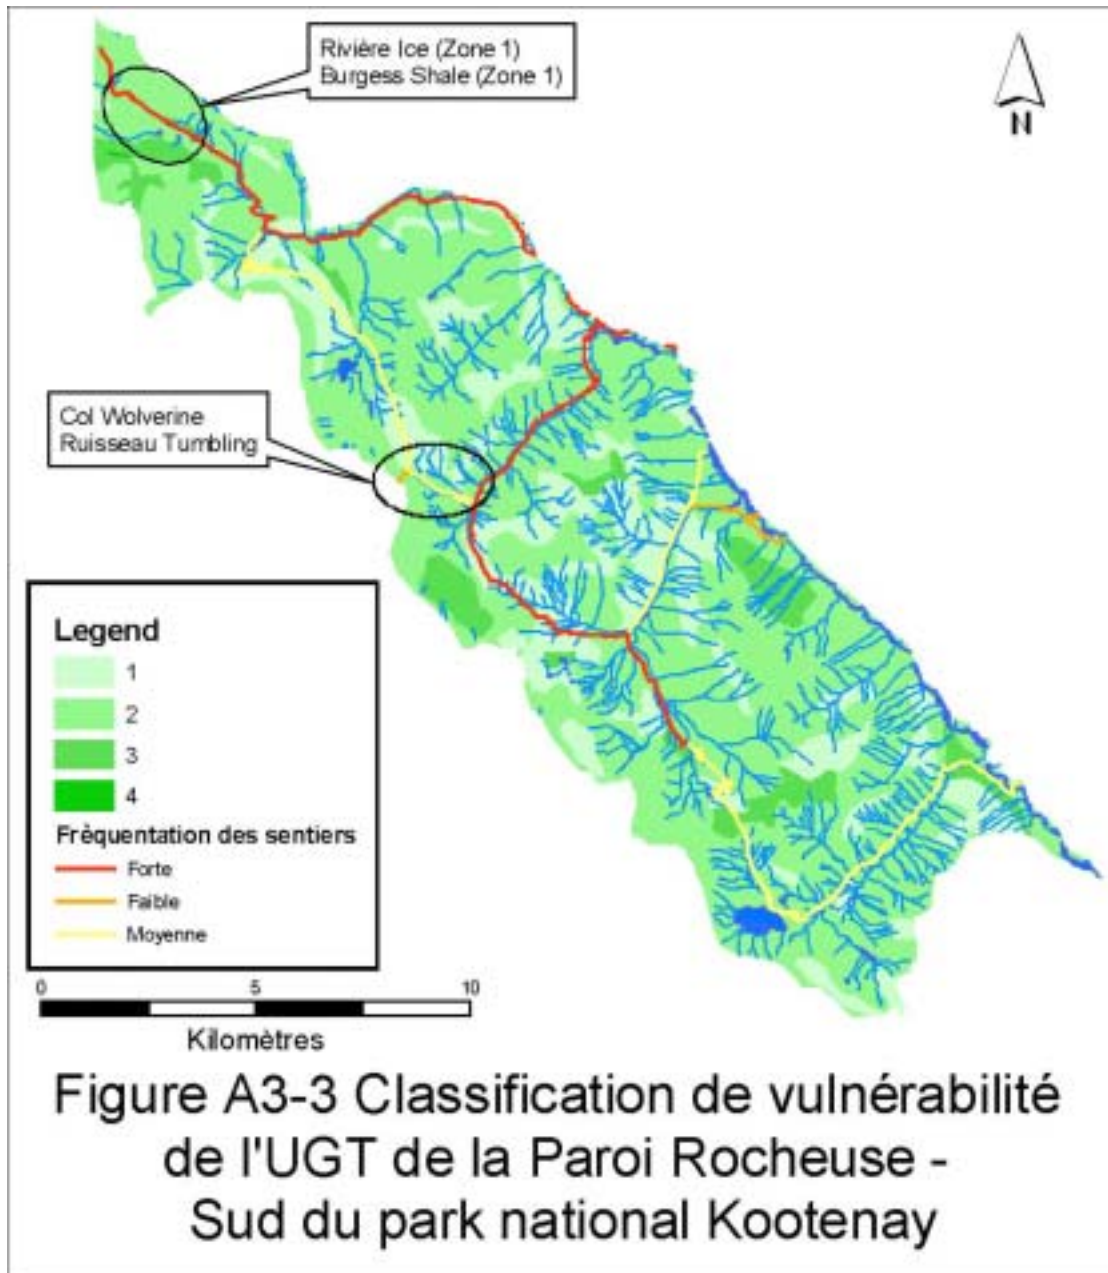 Rivière Ice (Zone 1)
Burgess Shale (Zone 1)
N
Col Wolverine
Ruisseau Tumbling
Legend
1
2
3
4
Frèquentation des sentiers
Forte
Faible
Moyenne
0 5 10
Kilomètres
Figure A3-3 Classification de vulnérabilité
de l'UGT de la Paroi Rocheuse -
Sud du park national Kootenay